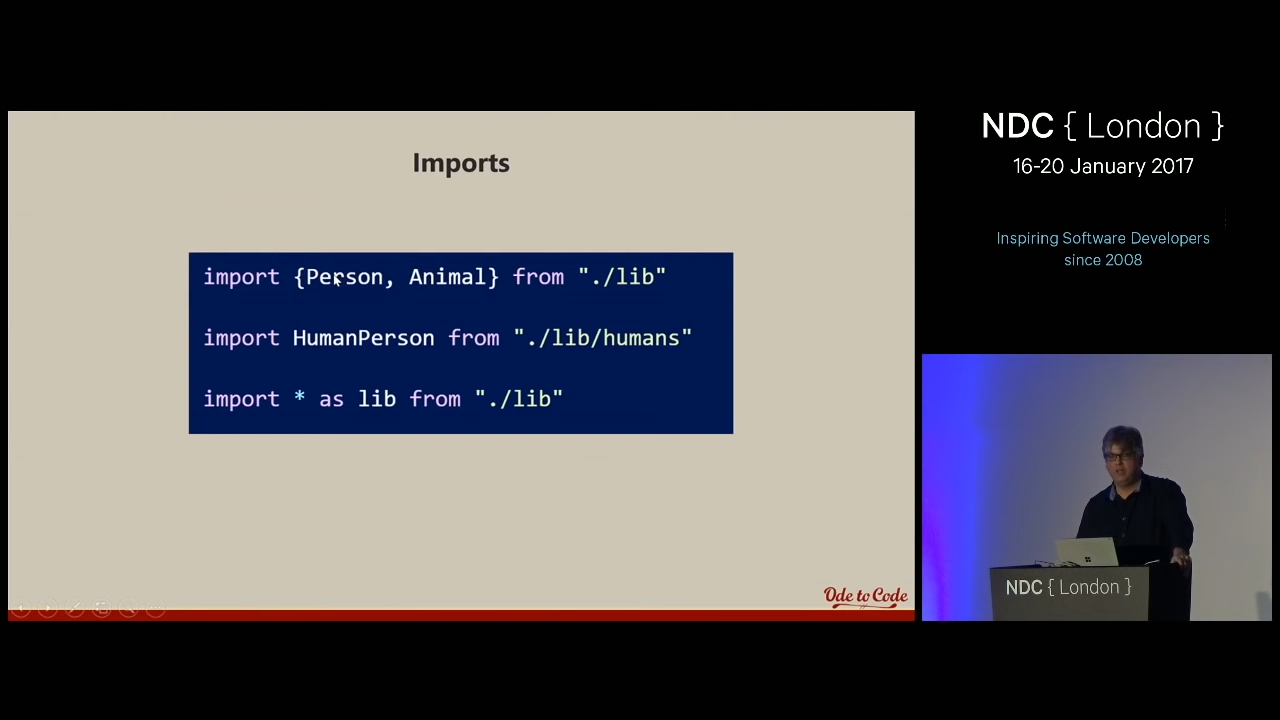 Imports
import {Person, Animal} from "./lib"
import HumanPerson from "./lib/humans"
import * as lib from "./lib"
Ode to Code
NDC { London }
16-20 January 2017
Inspiring Software Developers
since 2008
NDC { London }